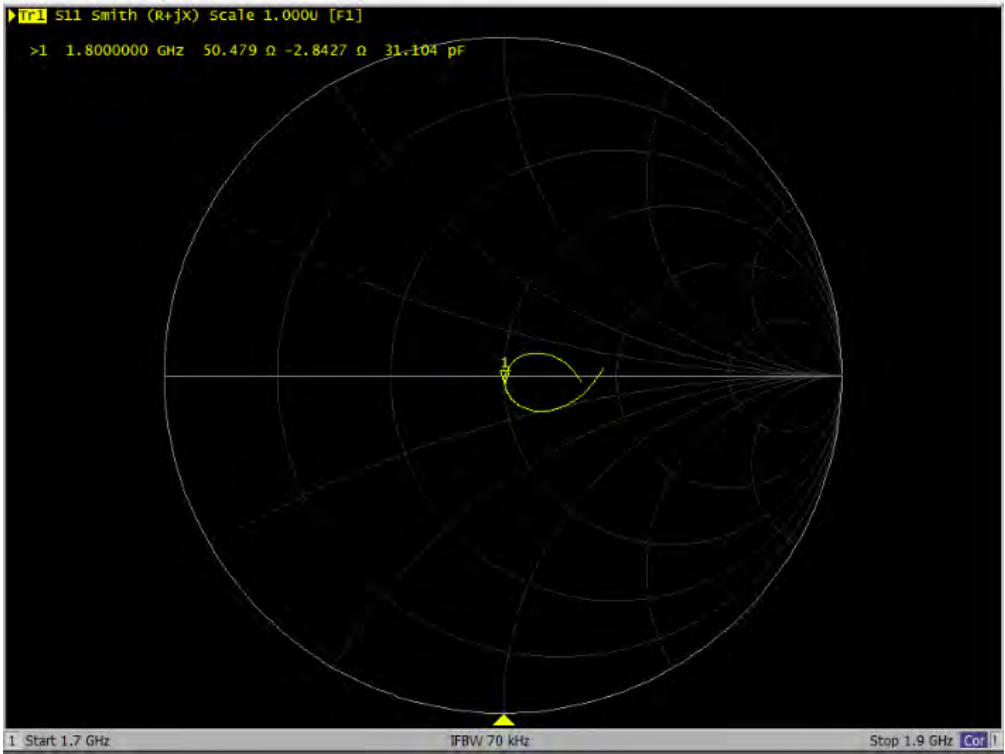 Tr1 S11 Smith (R+jX) Scale 1.000U [F1]
>1 1.8000000 GHz 50.479 Ω -2.8427 Ω 31.104 pF
1
1 Start 1.7 GHz IFBW 70 kHz Stop 1.9 GHz Cor !